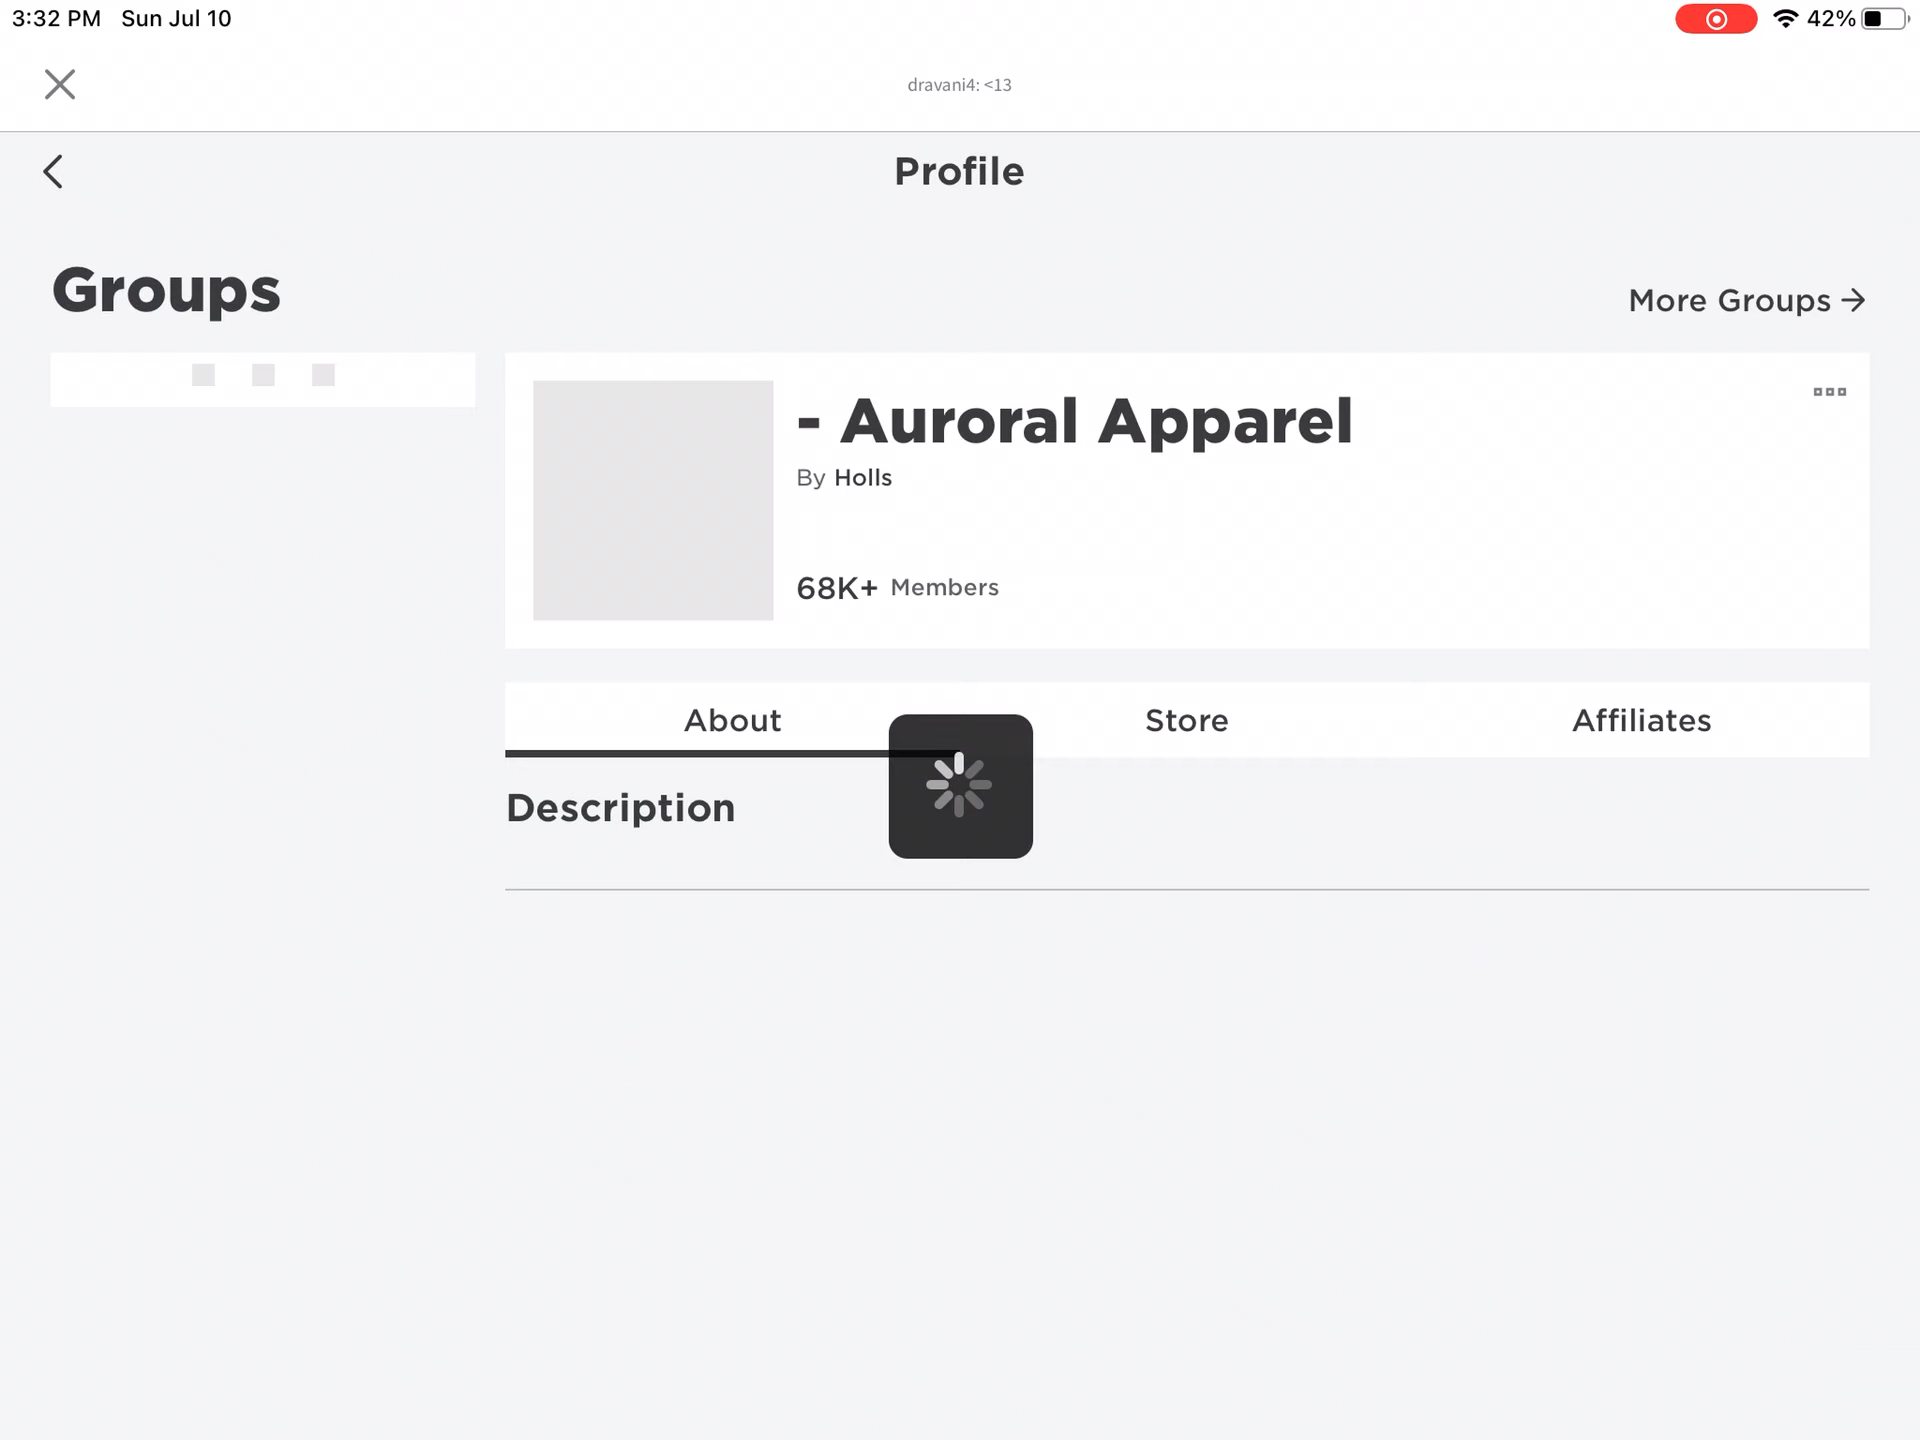 3:32 PM Sun Jul 10 42%
dravani4: <13
Profile
Groups
More Groups →
- Auroral Apparel
By Holls
68K+ Members
About Store Affiliates
Description